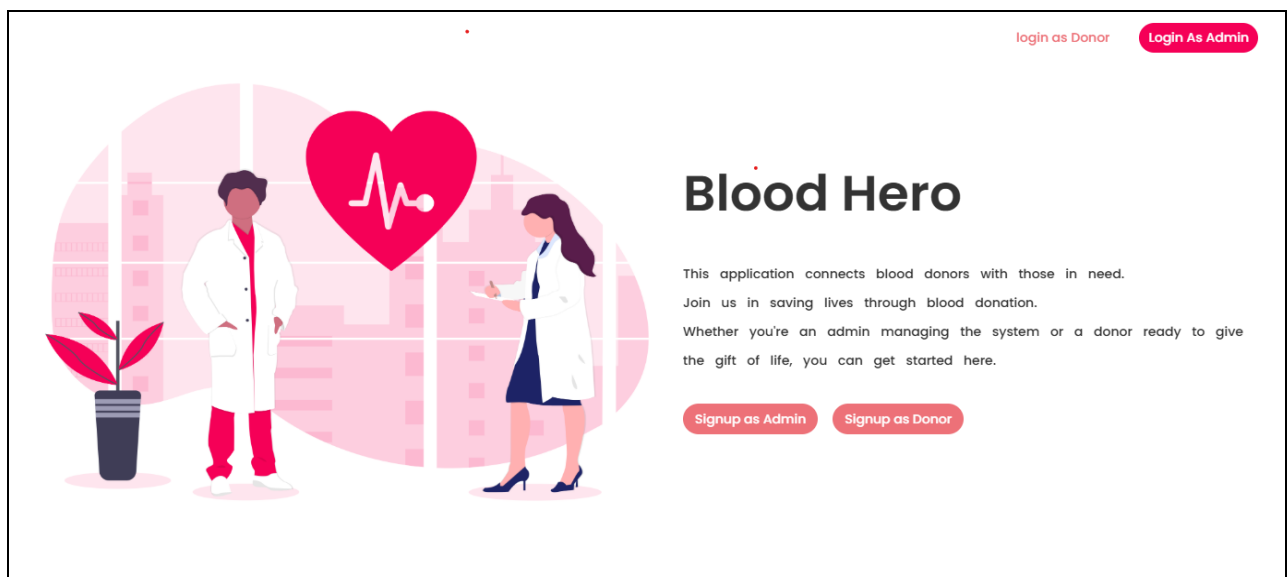 login as Donor
Login As Admin
Blood Hero
This application connects blood donors with those in need.
Join us in saving lives through blood donation.
Whether you're an admin managing the system or a donor ready to give
the gift of life, you can get started here.
Signup as Admin
Signup as Donor